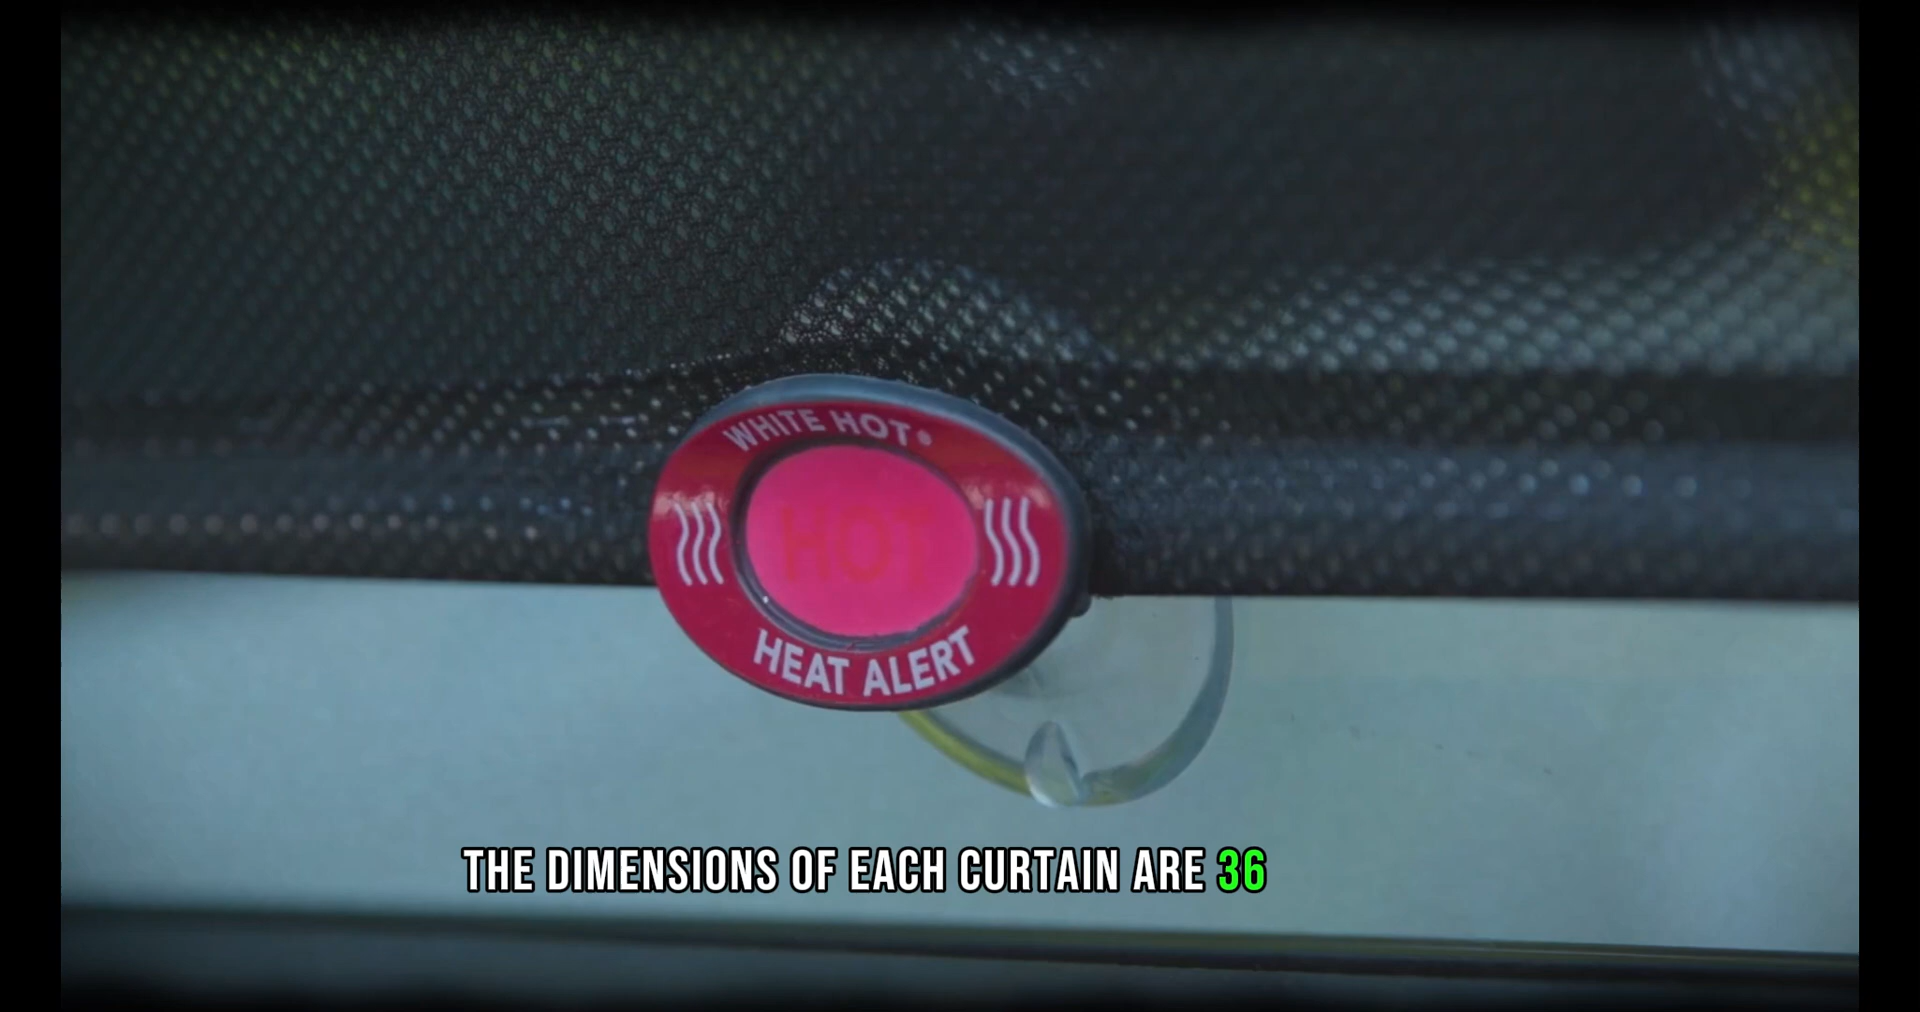 WHITE HOT®
HOT
HEAT ALERT
THE DIMENSIONS OF EACH CURTAIN ARE 36